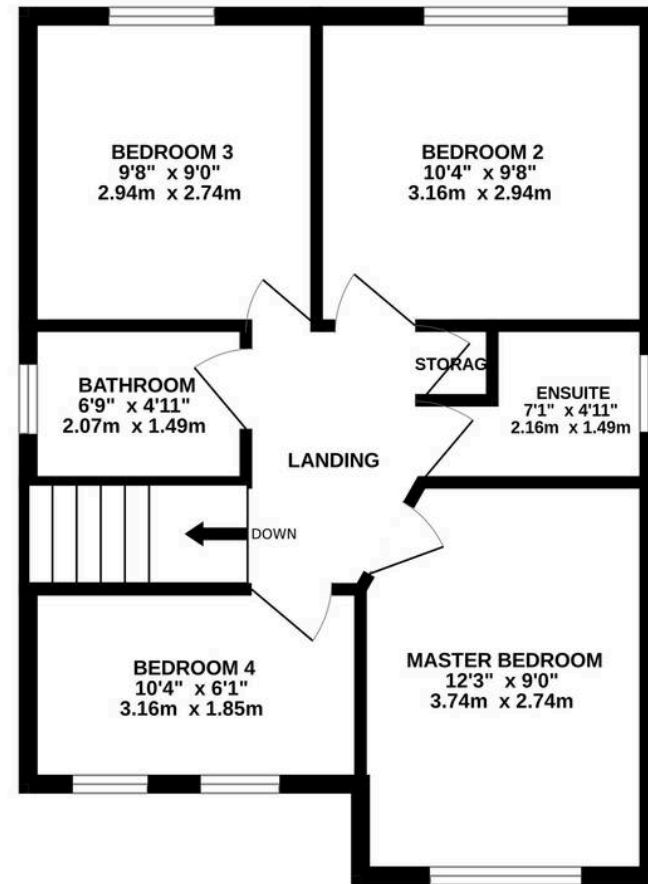 BEDROOM 3
9'8" x 9'0"
2.94m x 2.74m
BEDROOM 2
10'4" x 9'8"
3.16m x 2.94m
BATHROOM
6'9" x 4'11"
2.07m x 1.49m
STORAG
ENSUITE
7'1" x 4'11"
2.16m x 1.49m
LANDING
DOWN
BEDROOM 4
10'4" x 6'1"
3.16m x 1.85m
MASTER BEDROOM
12'3" x 9'0"
3.74m x 2.74m